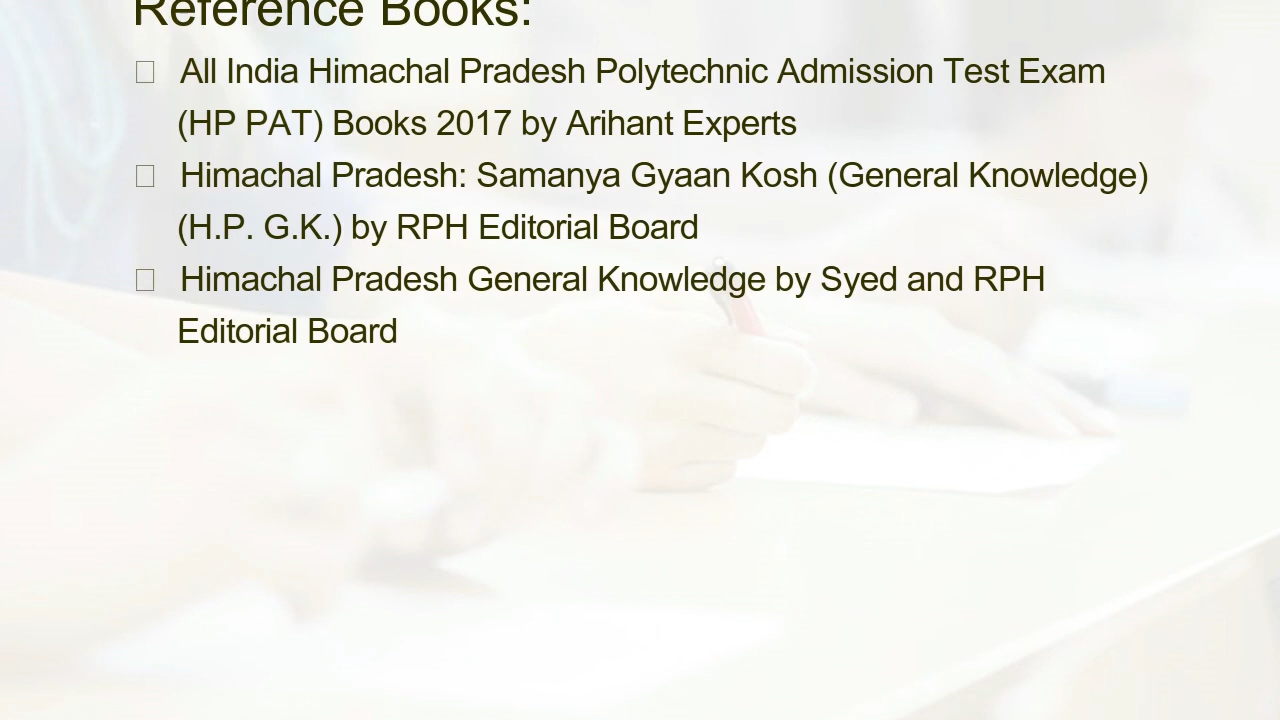 Reference Books:
All India Himachal Pradesh Polytechnic Admission Test Exam
(HP PAT) Books 2017 by Arihant Experts
Himachal Pradesh: Samanya Gyaan Kosh (General Knowledge)
(H.P. G.K.) by RPH Editorial Board
Himachal Pradesh General Knowledge by Syed and RPH
Editorial Board